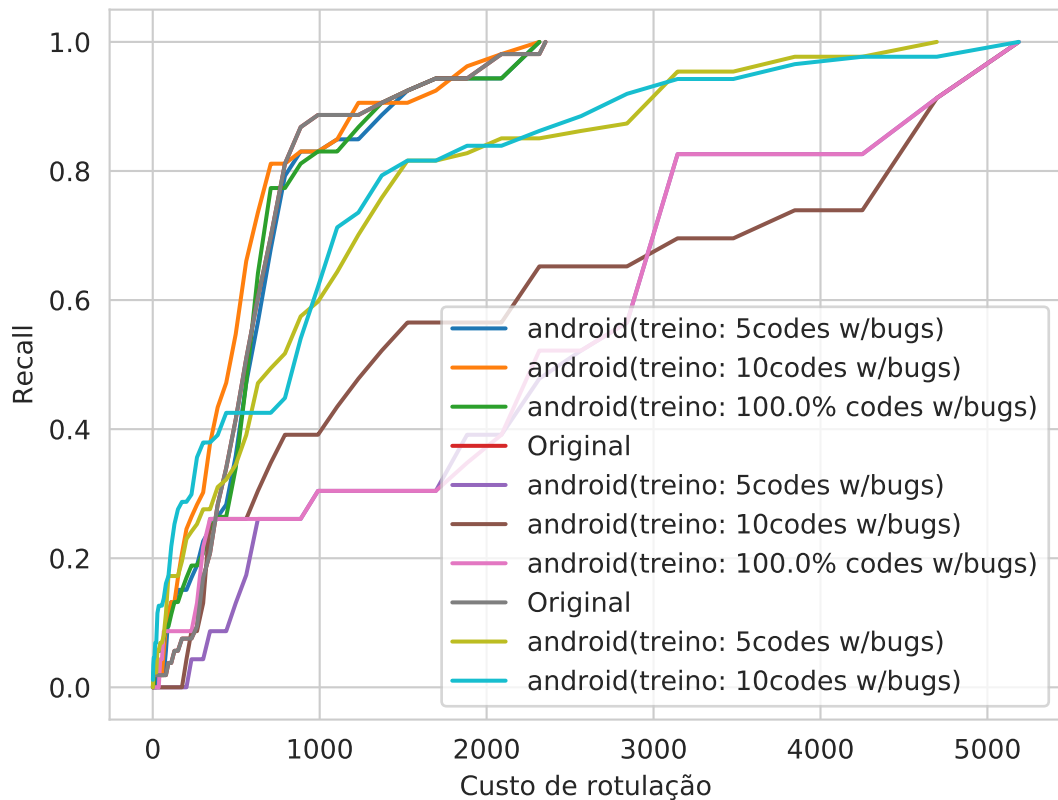 1.0
0.8
0.6
0.4
0.2
0.0
Recall
android(treino: 5codes w/bugs)
android(treino: 10codes w/bugs)
android(treino: 100.0% codes w/bugs)
Original
android(treino: 5codes w/bugs)
android(treino: 10codes w/bugs)
android(treino: 100.0% codes w/bugs)
Original
android(treino: 5codes w/bugs)
android(treino: 10codes w/bugs)
0 1000 2000 3000 4000 5000
Custo de rotulação